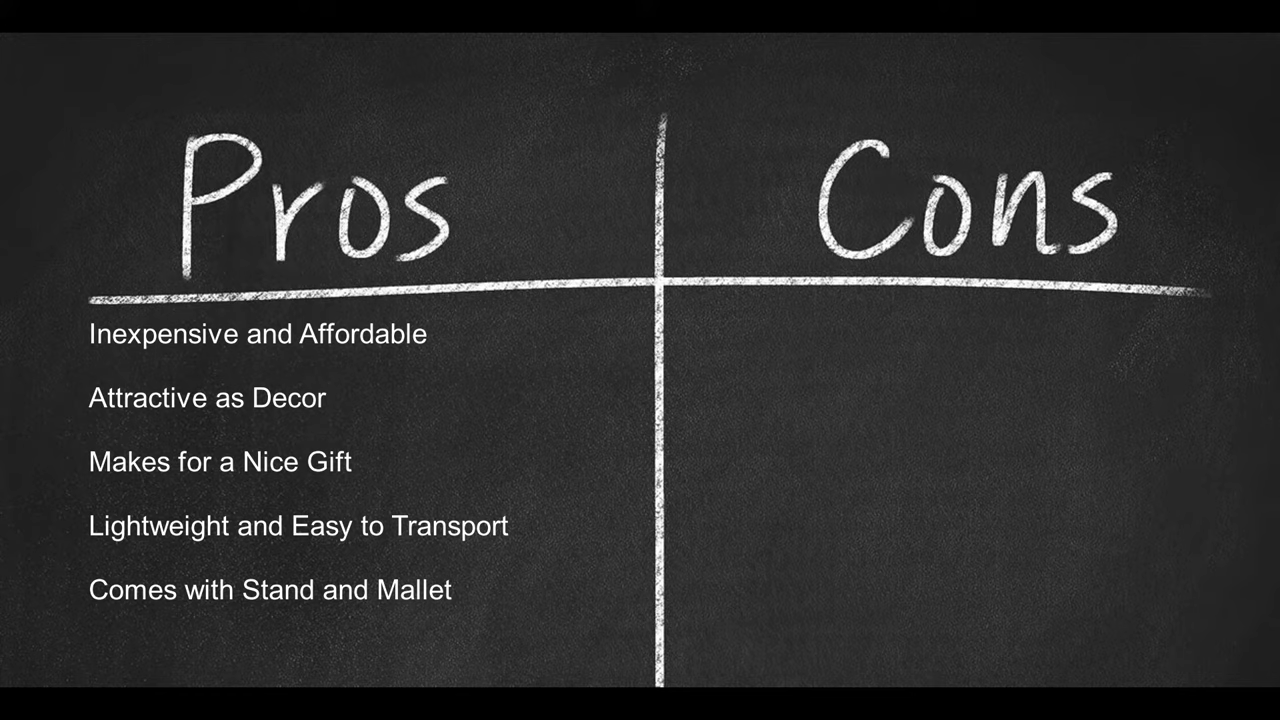 Pros
Cons
Inexpensive and Affordable
Attractive as Decor
Makes for a Nice Gift
Lightweight and Easy to Transport
Comes with Stand and Mallet